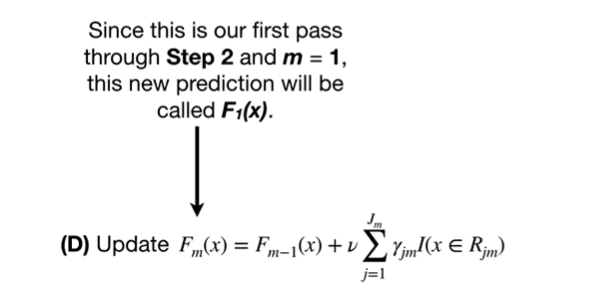 Since this is our first pass
through Step 2 and m = 1,
this new prediction will be
called F₁(x).
(D) Update Fₘ(x) = Fₘ₋₁(x) + ν ∑_{j=1}^{Jₘ} γⱼₘI(x ∈ Rⱼₘ)